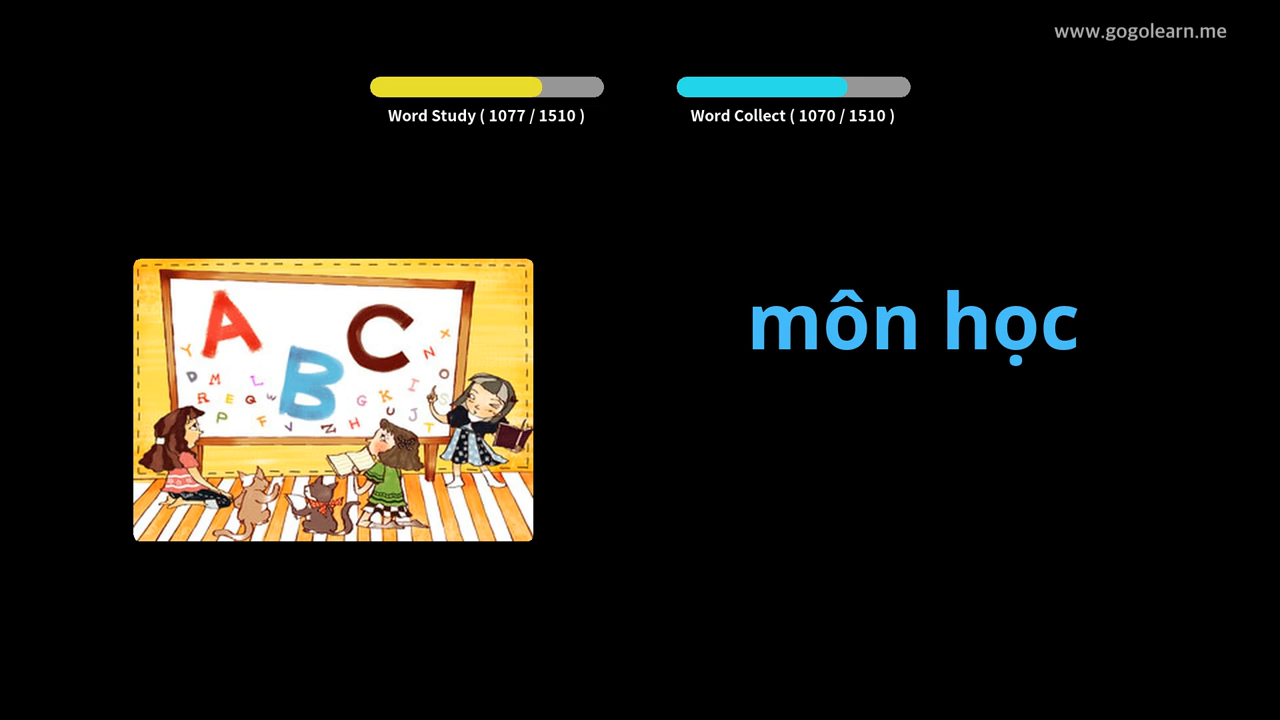 www.gogolearn.me
Word Study ( 1077 / 1510 )
Word Collect ( 1070 / 1510 )
môn học
A
B
C
Y
X
N
D
M
L
O
R
E
Q
W
G
K
I
S
P
F
V
Z
H
U
J
T